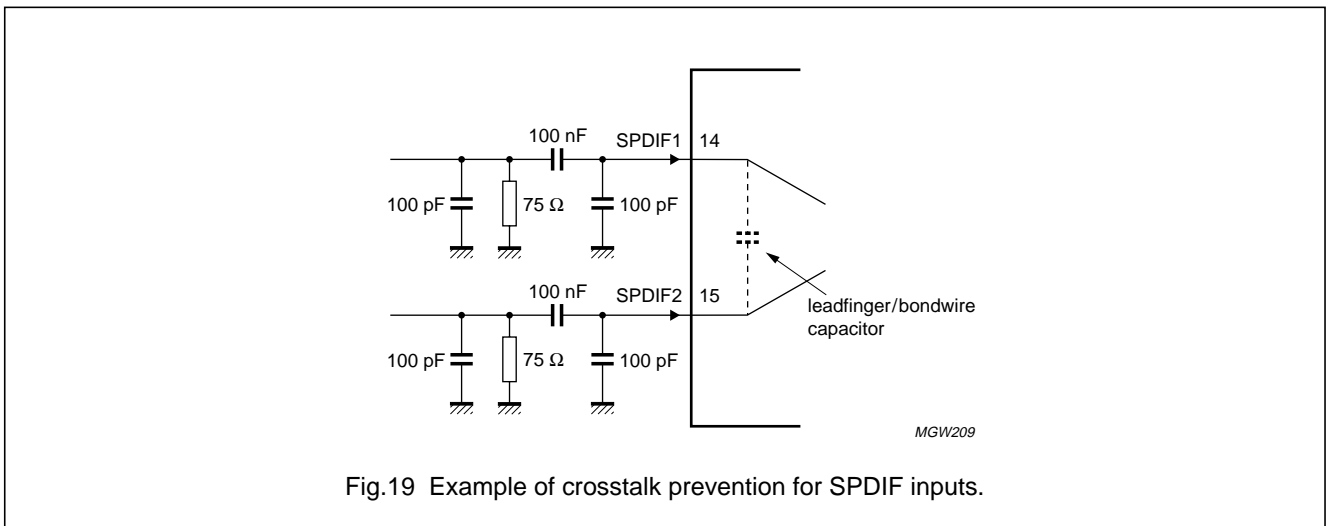 100 nF
SPDIF1
14
100 pF
75 Ω
100 pF
100 nF
SPDIF2
15
leadfinger/bondwire
capacitor
100 pF
75 Ω
100 pF
MGW209
Fig.19 Example of crosstalk prevention for SPDIF inputs.